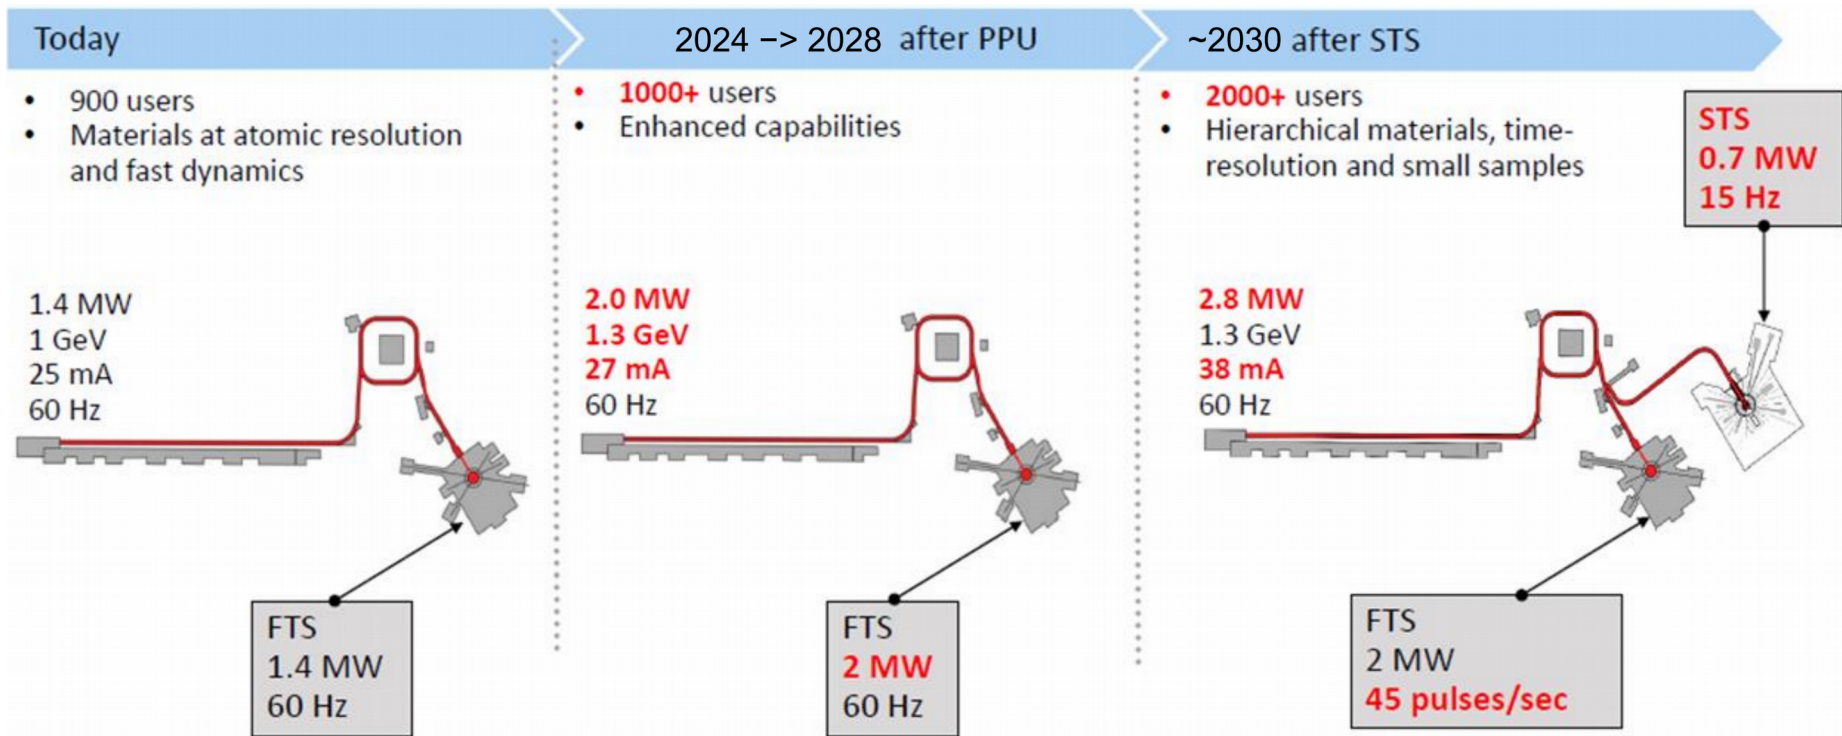 Today
2024 −> 2028 after PPU
~2030 after STS
• 900 users
• Materials at atomic resolution
and fast dynamics
• 1000+ users
• Enhanced capabilities
• 2000+ users
• Hierarchical materials, time-
resolution and small samples
STS
0.7 MW
15 Hz
1.4 MW
1 GeV
25 mA
60 Hz
2.0 MW
1.3 GeV
27 mA
60 Hz
2.8 MW
1.3 GeV
38 mA
60 Hz
FTS
1.4 MW
60 Hz
FTS
2 MW
60 Hz
FTS
2 MW
45 pulses/sec